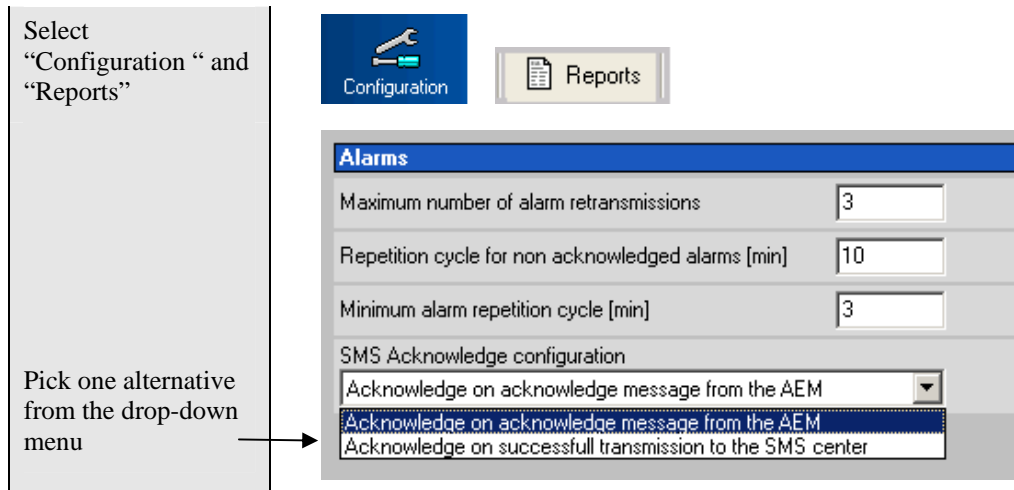 Select
“Configuration “ and
“Reports”
Configuration
Reports
Alarms
Maximum number of alarm retransmissions 3
Repetition cycle for non acknowledged alarms [min] 10
Minimum alarm repetition cycle [min] 3
SMS Acknowledge configuration
Acknowledge on acknowledge message from the AEM
Acknowledge on acknowledge message from the AEM
Acknowledge on successfull transmission to the SMS center
Pick one alternative
from the drop-down
menu